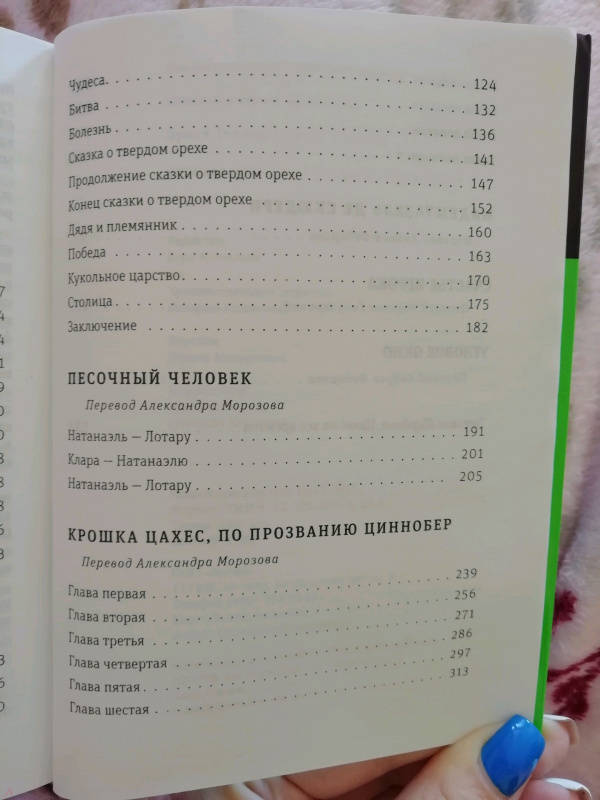 Чудеса. 124
Битва 132
Болезнь 136
Сказка о твердом орехе 141
Продолжение сказки о твердом орехе 147
Конец сказки о твердом орехе 152
Дядя и племянник 160
Победа 163
Кукольное царство 170
Столица 175
Заключение 182
ПЕСОЧНЫЙ ЧЕЛОВЕК
Перевод Александра Морозова
Натанаэль — Лотару 191
Клара — Натанаэлю 201
Натанаэль — Лотару 205
КРОШКА ЦАХЕС, ПО ПРОЗВАНИЮ ЦИННОБЕР
Перевод Александра Морозова
Глава первая 239
Глава вторая 256
Глава третья 271
Глава четвертая 286
Глава пятая 297
Глава шестая 313